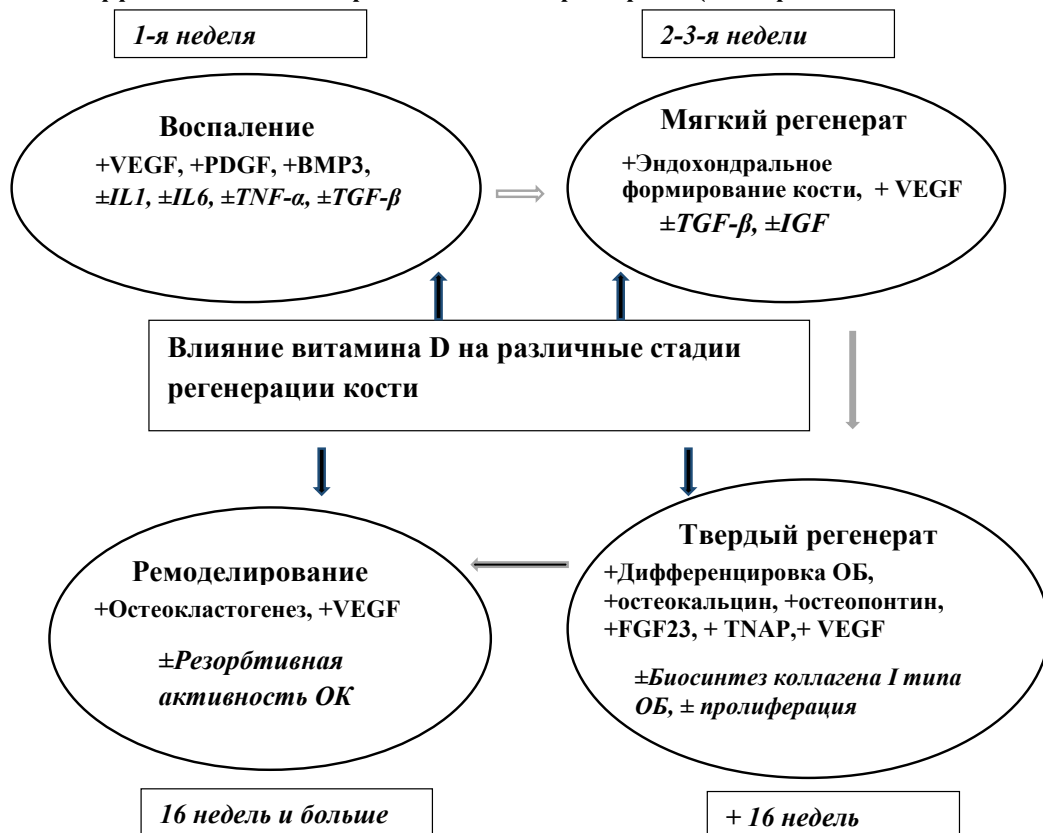 1-я неделя
2-3-я недели
Воспаление
+VEGF, +PDGF, +BMP3,
±IL1, ±IL6, ±TNF-α, ±TGF-β
Мягкий регенерат
+Эндохондральное
формирование кости, + VEGF
±TGF-β, ±IGF
Влияние витамина D на различные стадии
регенерации кости
Ремоделирование
+Остеокластогенез, +VEGF
±Резорбтивная
активность ОК
Твердый регенерат
+Дифференцировка ОБ,
+остеокальцин, +остеопонтин,
+FGF23, + TNAP,+ VEGF
±Биосинтез коллагена I типа
ОБ, ± пролиферация
16 недель и больше
+ 16 недель